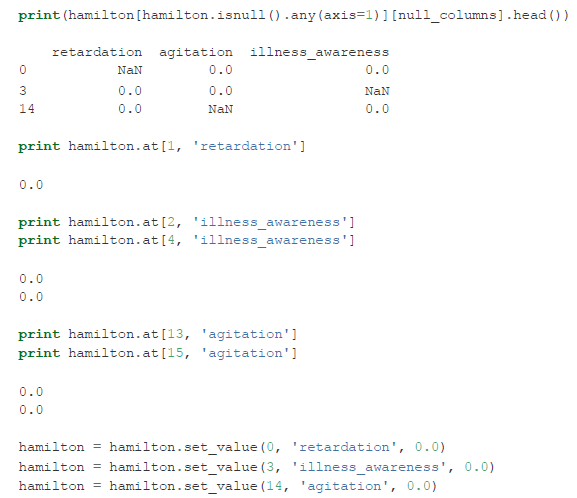 print(hamilton[hamilton.isnull().any(axis=1)][null_columns].head())
retardation agitation illness_awareness
0 NaN 0.0 0.0
3 0.0 0.0 NaN
14 0.0 NaN 0.0
print hamilton.at[1, 'retardation']
0.0
print hamilton.at[2, 'illness_awareness']
print hamilton.at[4, 'illness_awareness']
0.0
0.0
print hamilton.at[13, 'agitation']
print hamilton.at[15, 'agitation']
0.0
0.0
hamilton = hamilton.set_value(0, 'retardation', 0.0)
hamilton = hamilton.set_value(3, 'illness_awareness', 0.0)
hamilton = hamilton.set_value(14, 'agitation', 0.0)